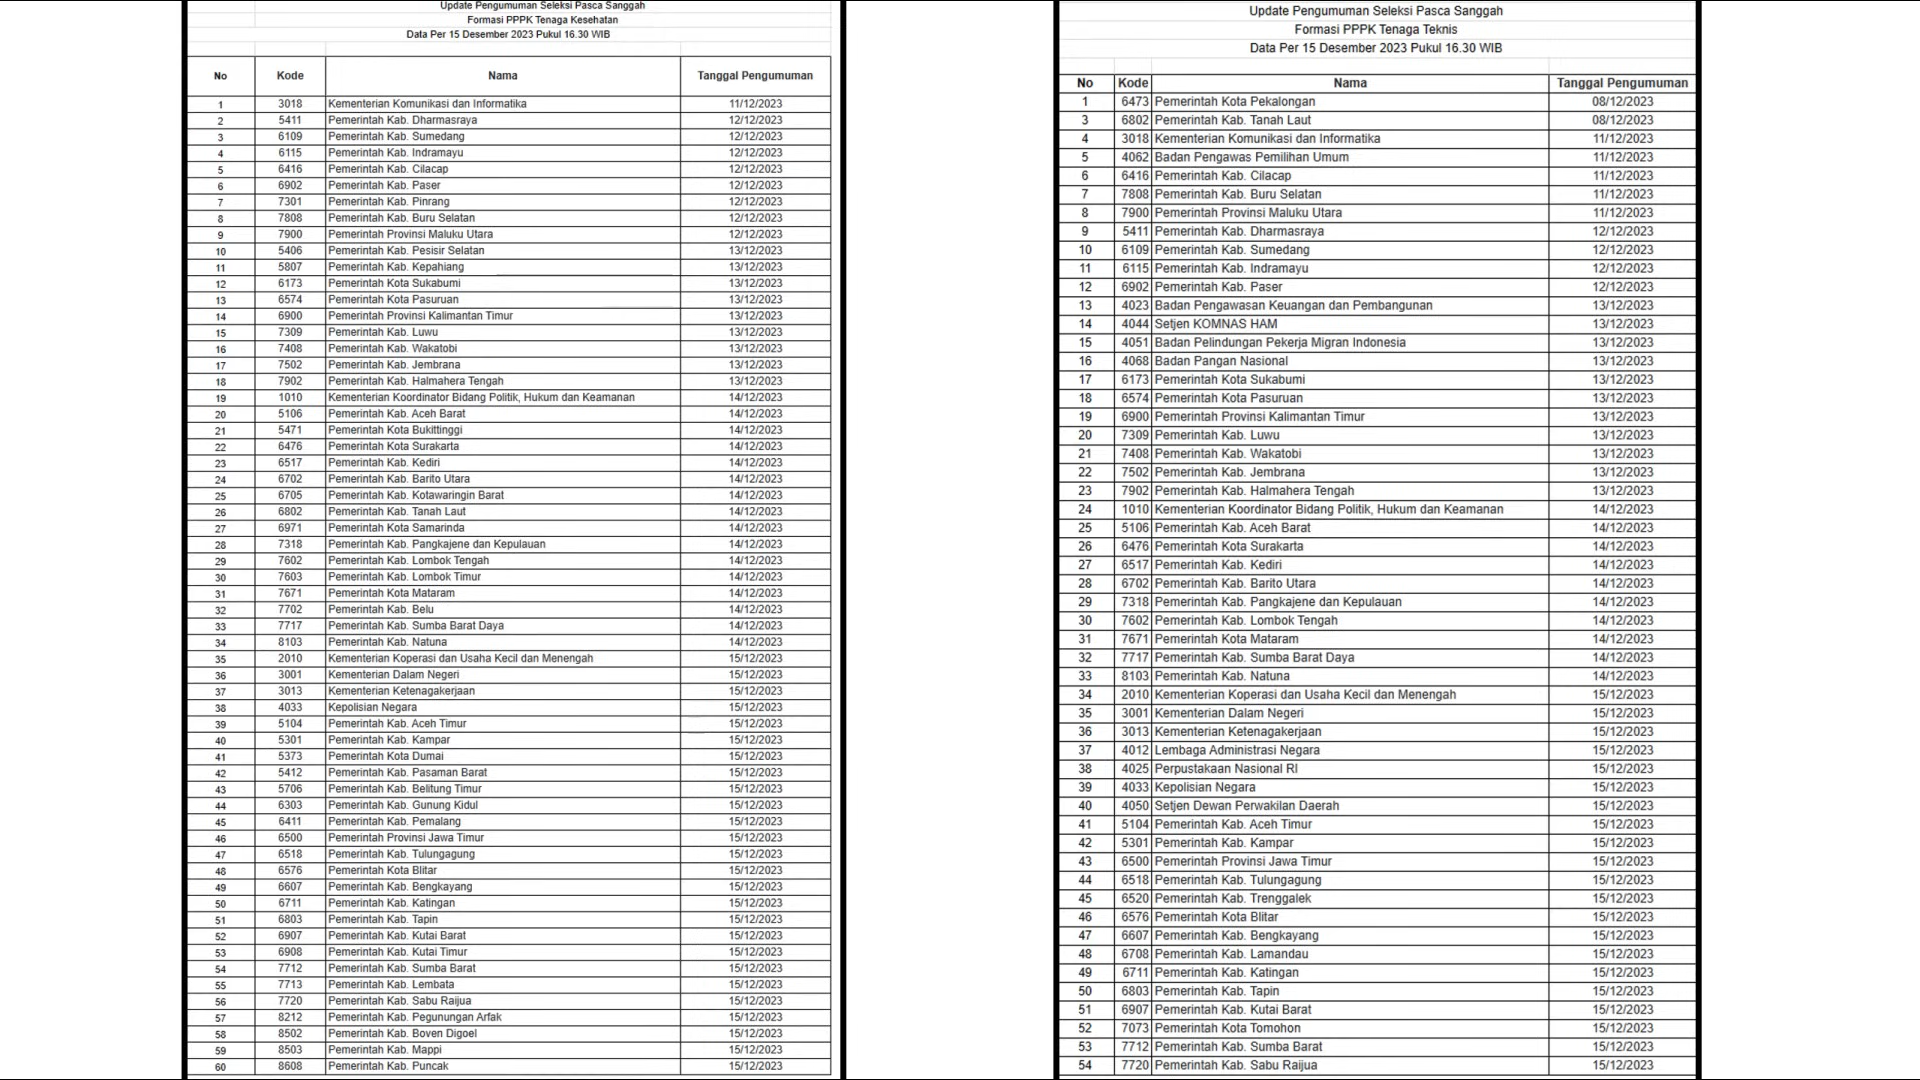 Update Pengumuman Seleksi Pasca Sanggah
Formasi PPPK Tenaga Kesehatan
Data Per 15 Desember 2023 Pukul 16.30 WIB
No Kode Nama Tanggal Pengumuman
1 3018 Kementerian Komunikasi dan Informatika 11/12/2023
2 5411 Pemerintah Kab. Dharmasraya 12/12/2023
3 6109 Pemerintah Kab. Sumedang 12/12/2023
4 6115 Pemerintah Kab. Indramayu 12/12/2023
5 6416 Pemerintah Kab. Cilacap 12/12/2023
6 6902 Pemerintah Kab. Paser 12/12/2023
7 7301 Pemerintah Kab. Pinrang 12/12/2023
8 7808 Pemerintah Kab. Buru Selatan 12/12/2023
9 7900 Pemerintah Provinsi Maluku Utara 12/12/2023
10 5406 Pemerintah Kab. Pesisir Selatan 13/12/2023
11 5807 Pemerintah Kab. Kepahiang 13/12/2023
12 6173 Pemerintah Kota Sukabumi 13/12/2023
13 6574 Pemerintah Kota Pasuruan 13/12/2023
14 6900 Pemerintah Provinsi Kalimantan Timur 13/12/2023
15 7309 Pemerintah Kab. Luwu 13/12/2023
16 7408 Pemerintah Kab. Wakatobi 13/12/2023
17 7502 Pemerintah Kab. Jembrana 13/12/2023
18 7902 Pemerintah Kab. Halmahera Tengah 13/12/2023
19 1010 Kementerian Koordinator Bidang Politik, Hukum dan Keamanan 14/12/2023
20 5106 Pemerintah Kab. Aceh Barat 14/12/2023
21 5471 Pemerintah Kota Bukittinggi 14/12/2023
22 6476 Pemerintah Kota Surakarta 14/12/2023
23 6517 Pemerintah Kab. Kediri 14/12/2023
24 6702 Pemerintah Kab. Barito Utara 14/12/2023
25 6705 Pemerintah Kab. Kotawaringin Barat 14/12/2023
26 6802 Pemerintah Kab. Tanah Laut 14/12/2023
27 6971 Pemerintah Kota Samarinda 14/12/2023
28 7318 Pemerintah Kab. Pangkajene dan Kepulauan 14/12/2023
29 7602 Pemerintah Kab. Lombok Tengah 14/12/2023
30 7603 Pemerintah Kab. Lombok Timur 14/12/2023
31 7671 Pemerintah Kota Mataram 14/12/2023
32 7702 Pemerintah Kab. Belu 14/12/2023
33 7717 Pemerintah Kab. Sumba Barat Daya 14/12/2023
34 8103 Pemerintah Kab. Natuna 14/12/2023
35 2010 Kementerian Koperasi dan Usaha Kecil dan Menengah 15/12/2023
36 3001 Kementerian Dalam Negeri 15/12/2023
37 3013 Kementerian Ketenagakerjaan 15/12/2023
38 4033 Kepolisian Negara 15/12/2023
39 5104 Pemerintah Kab. Aceh Timur 15/12/2023
40 5301 Pemerintah Kab. Kampar 15/12/2023
41 5373 Pemerintah Kota Dumai 15/12/2023
42 5412 Pemerintah Kab. Pasaman Barat 15/12/2023
43 5706 Pemerintah Kab. Belitung Timur 15/12/2023
44 6303 Pemerintah Kab. Gunung Kidul 15/12/2023
45 6411 Pemerintah Kab. Pemalang 15/12/2023
46 6500 Pemerintah Provinsi Jawa Timur 15/12/2023
47 6518 Pemerintah Kab. Tulungagung 15/12/2023
48 6576 Pemerintah Kota Blitar 15/12/2023
49 6607 Pemerintah Kab. Bengkayang 15/12/2023
50 6711 Pemerintah Kab. Katingan 15/12/2023
51 6803 Pemerintah Kab. Tapin 15/12/2023
52 6907 Pemerintah Kab. Kutai Barat 15/12/2023
53 6908 Pemerintah Kab. Kutai Timur 15/12/2023
54 7712 Pemerintah Kab. Sumba Barat 15/12/2023
55 7713 Pemerintah Kab. Lembata 15/12/2023
56 7720 Pemerintah Kab. Sabu Raijua 15/12/2023
57 8212 Pemerintah Kab. Pegunungan Arfak 15/12/2023
58 8502 Pemerintah Kab. Boven Digoel 15/12/2023
59 8503 Pemerintah Kab. Mappi 15/12/2023
60 8608 Pemerintah Kab. Puncak 15/12/2023
Update Pengumuman Seleksi Pasca Sanggah
Formasi PPPK Tenaga Teknis
Data Per 15 Desember 2023 Pukul 16.30 WIB
No Kode Nama Tanggal Pengumuman
1 6473 Pemerintah Kota Pekalongan 08/12/2023
3 6802 Pemerintah Kab. Tanah Laut 08/12/2023
4 3018 Kementerian Komunikasi dan Informatika 11/12/2023
5 4062 Badan Pengawas Pemilihan Umum 11/12/2023
6 6416 Pemerintah Kab. Cilacap 11/12/2023
7 7808 Pemerintah Kab. Buru Selatan 11/12/2023
8 7900 Pemerintah Provinsi Maluku Utara 11/12/2023
9 5411 Pemerintah Kab. Dharmasraya 12/12/2023
10 6109 Pemerintah Kab. Sumedang 12/12/2023
11 6115 Pemerintah Kab. Indramayu 12/12/2023
12 6902 Pemerintah Kab. Paser 12/12/2023
13 4023 Badan Pengawasan Keuangan dan Pembangunan 13/12/2023
14 4044 Setjen KOMNAS HAM 13/12/2023
15 4051 Badan Pelindungan Pekerja Migran Indonesia 13/12/2023
16 4068 Badan Pangan Nasional 13/12/2023
17 6173 Pemerintah Kota Sukabumi 13/12/2023
18 6574 Pemerintah Kota Pasuruan 13/12/2023
19 6900 Pemerintah Provinsi Kalimantan Timur 13/12/2023
20 7309 Pemerintah Kab. Luwu 13/12/2023
21 7408 Pemerintah Kab. Wakatobi 13/12/2023
22 7502 Pemerintah Kab. Jembrana 13/12/2023
23 7902 Pemerintah Kab. Halmahera Tengah 13/12/2023
24 1010 Kementerian Koordinator Bidang Politik, Hukum dan Keamanan 14/12/2023
25 5106 Pemerintah Kab. Aceh Barat 14/12/2023
26 6476 Pemerintah Kota Surakarta 14/12/2023
27 6517 Pemerintah Kab. Kediri 14/12/2023
28 6702 Pemerintah Kab. Barito Utara 14/12/2023
29 7318 Pemerintah Kab. Pangkajene dan Kepulauan 14/12/2023
30 7602 Pemerintah Kab. Lombok Tengah 14/12/2023
31 7671 Pemerintah Kota Mataram 14/12/2023
32 7717 Pemerintah Kab. Sumba Barat Daya 14/12/2023
33 8103 Pemerintah Kab. Natuna 14/12/2023
34 2010 Kementerian Koperasi dan Usaha Kecil dan Menengah 15/12/2023
35 3001 Kementerian Dalam Negeri 15/12/2023
36 3013 Kementerian Ketenagakerjaan 15/12/2023
37 4012 Lembaga Administrasi Negara 15/12/2023
38 4025 Perpustakaan Nasional RI 15/12/2023
39 4033 Kepolisian Negara 15/12/2023
40 4050 Setjen Dewan Perwakilan Daerah 15/12/2023
41 5104 Pemerintah Kab. Aceh Timur 15/12/2023
42 5301 Pemerintah Kab. Kampar 15/12/2023
43 6500 Pemerintah Provinsi Jawa Timur 15/12/2023
44 6518 Pemerintah Kab. Tulungagung 15/12/2023
45 6520 Pemerintah Kab. Trenggalek 15/12/2023
46 6576 Pemerintah Kota Blitar 15/12/2023
47 6607 Pemerintah Kab. Bengkayang 15/12/2023
48 6708 Pemerintah Kab. Lamandau 15/12/2023
49 6711 Pemerintah Kab. Katingan 15/12/2023
50 6803 Pemerintah Kab. Tapin 15/12/2023
51 6907 Pemerintah Kab. Kutai Barat 15/12/2023
52 7073 Pemerintah Kota Tomohon 15/12/2023
53 7712 Pemerintah Kab. Sumba Barat 15/12/2023
54 7720 Pemerintah Kab. Sabu Raijua 15/12/2023